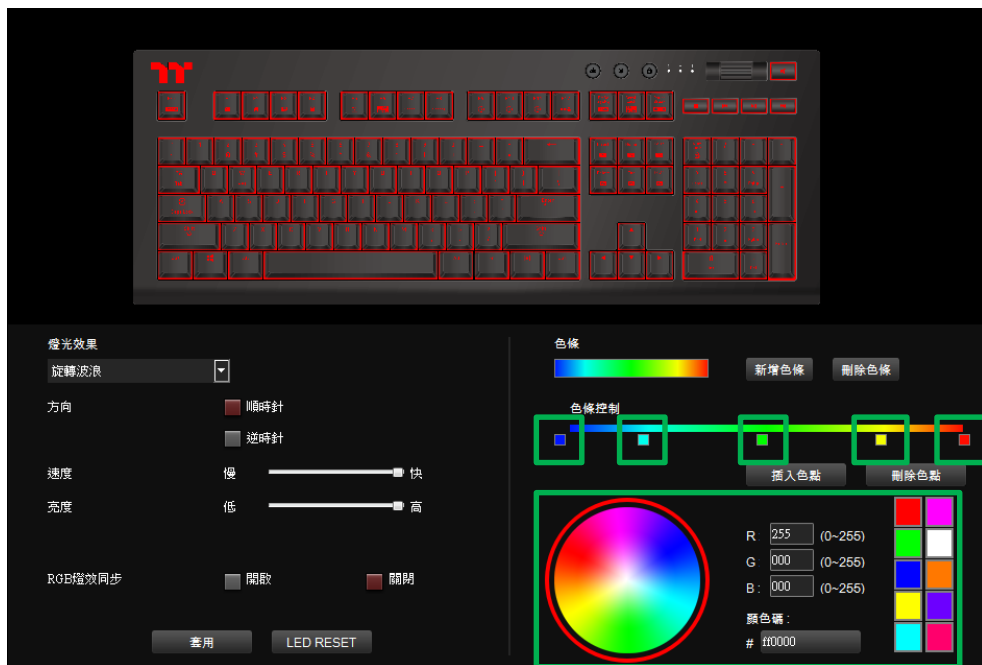 燈光效果
旋轉波浪
方向
順時針
逆時針
速度 慢 快
亮度 低 高
RGB燈效同步 開啟 關閉
套用 LED RESET
色條
新增色條 刪除色條
色條控制
插入色點 刪除色點
R: 255 (0~255)
G: 000 (0~255)
B: 000 (0~255)
顏色碼:
# ff0000